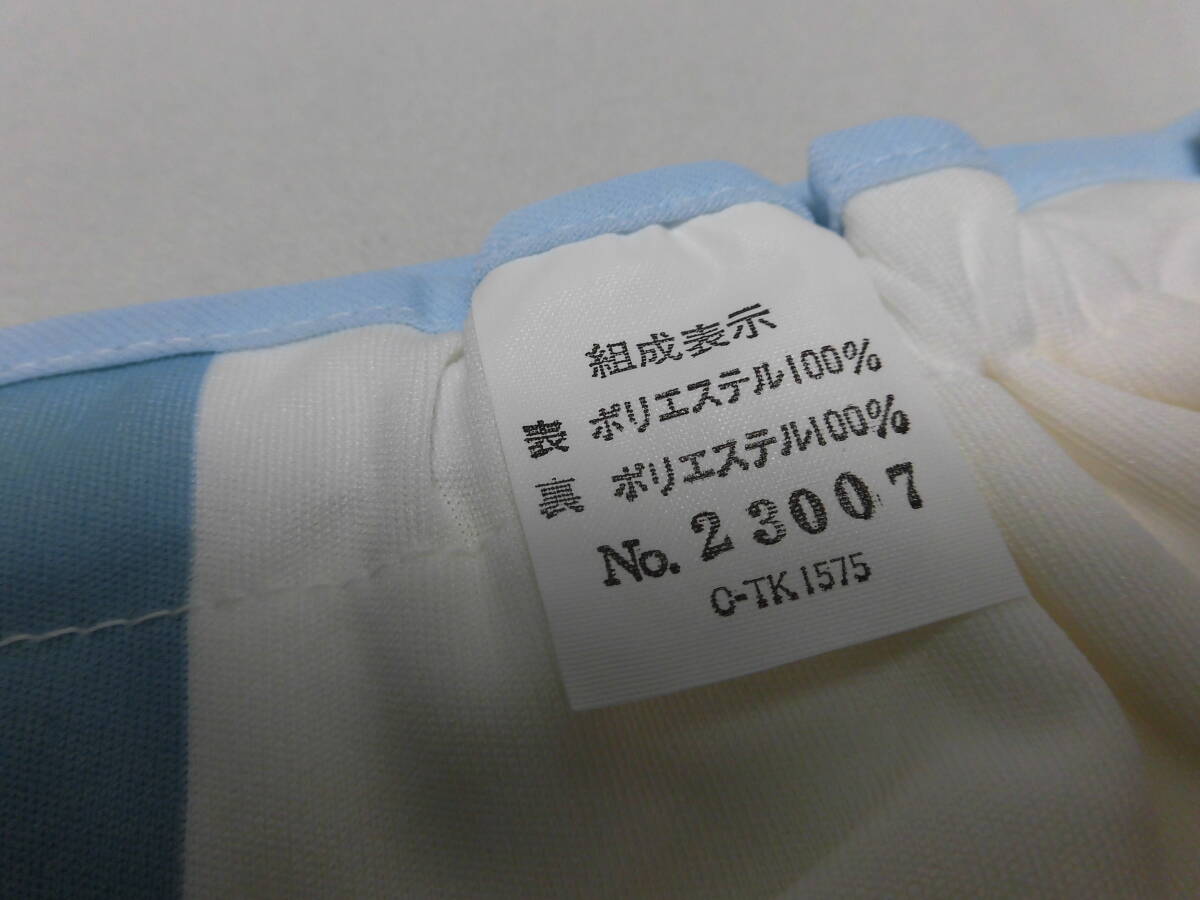 組成表示
表 ポリエステル100%
裏 ポリエステル100%
No. 23007
C-TK1575